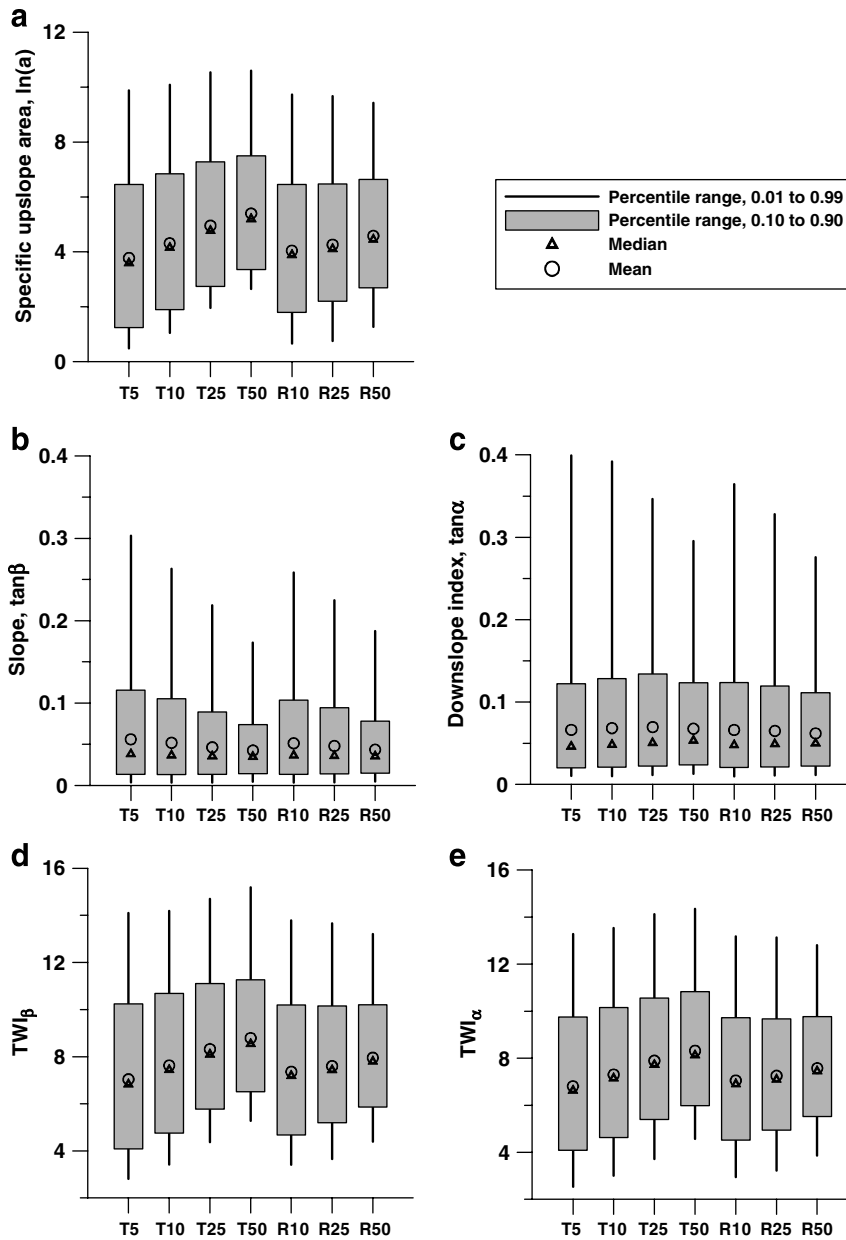 a
12
8
4
0
Specific upslope area, ln(a)
T5 T10 T25 T50 R10 R25 R50
Percentile range, 0.01 to 0.99
Percentile range, 0.10 to 0.90
Median
Mean
b
0.4
0.3
0.2
0.1
0
Slope, tanβ
T5 T10 T25 T50 R10 R25 R50
c
0.4
0.3
0.2
0.1
0
Downslope index, tanα
T5 T10 T25 T50 R10 R25 R50
d
16
12
8
4
TWIβ
T5 T10 T25 T50 R10 R25 R50
e
16
12
8
4
TWIα
T5 T10 T25 T50 R10 R25 R50